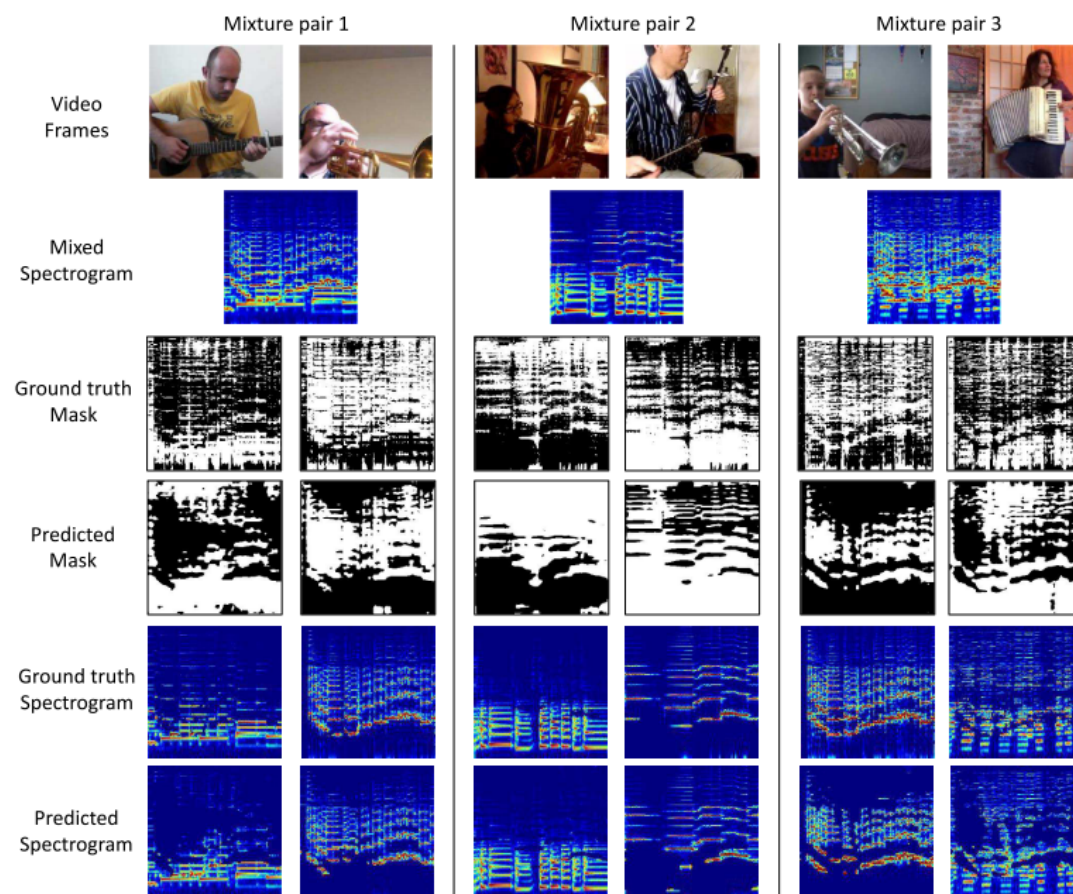 Mixture pair 1
Mixture pair 2
Mixture pair 3
Video
Frames
Mixed
Spectrogram
Ground truth
Mask
Predicted
Mask
Ground truth
Spectrogram
Predicted
Spectrogram